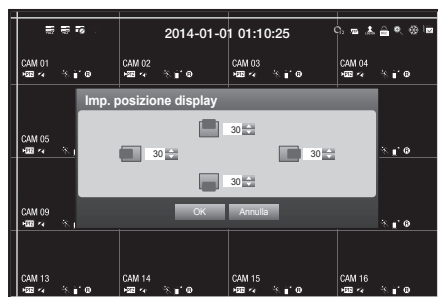 2014-01-01 01:10:25
CAM 01 CAM 02 CAM 03 CAM 04
Imp. posizione display
30
CAM 05
30 30
30
CAM 09
OK Annulla
CAM 13 CAM 14 CAM 15 CAM 16